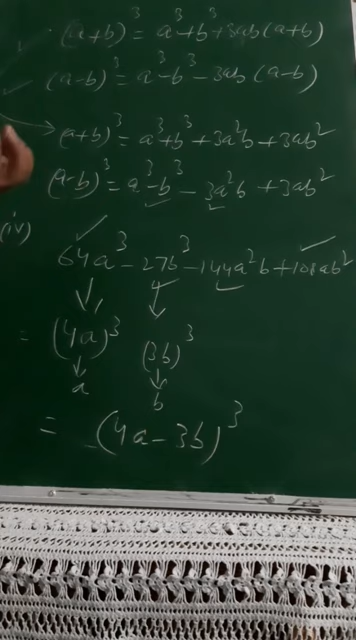 (a+b)³ = a³+b³+3ab(a+b)
(a-b)³ = a³-b³-3ab(a-b)
(a+b)³ = a³+b³+3a²b+3ab²
(a-b)³ = a³-b³-3a²b+3ab²
(iv)
64a³-27b³-144a²b+108ab²
= (4a)³ (3b)³
a b
= (4a-3b)³